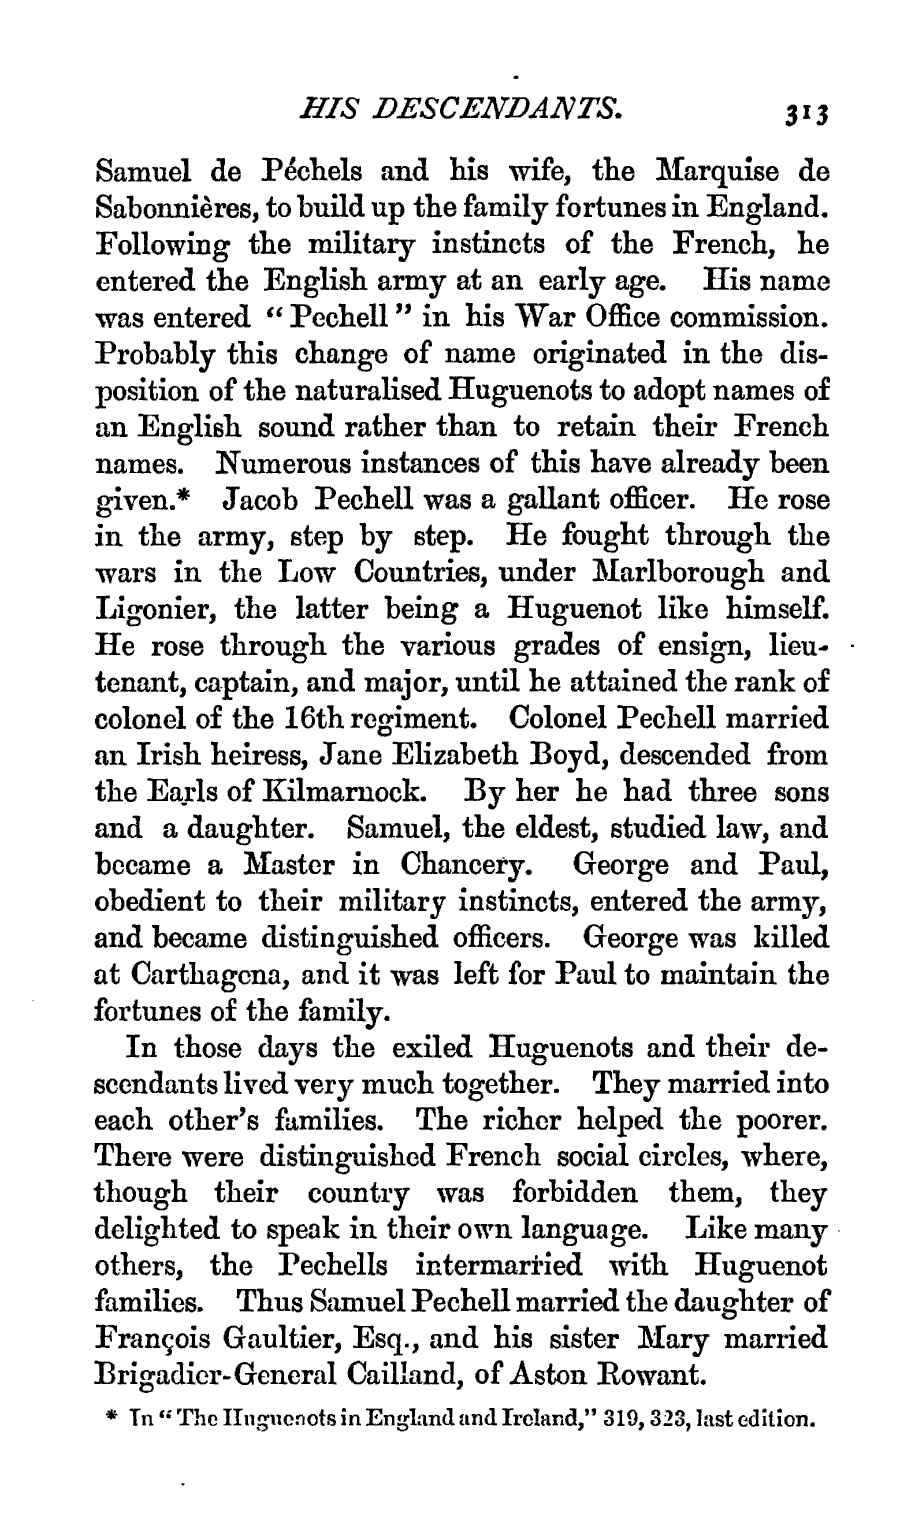 HIS DESCENDANTS. 313
Samuel de Péchels and his wife, the Marquise de
Sabonnières, to build up the family fortunes in England.
Following the military instincts of the French, he
entered the English army at an early age. His name
was entered “ Pechell ” in his War Office commission.
Probably this change of name originated in the dis-
position of the naturalised Huguenots to adopt names of
an English sound rather than to retain their French
names. Numerous instances of this have already been
given.* Jacob Pechell was a gallant officer. He rose
in the army, step by step. He fought through the
wars in the Low Countries, under Marlborough and
Ligonier, the latter being a Huguenot like himself.
He rose through the various grades of ensign, lieu-
tenant, captain, and major, until he attained the rank of
colonel of the 16th regiment. Colonel Pechell married
an Irish heiress, Jane Elizabeth Boyd, descended from
the Earls of Kilmarnock. By her he had three sons
and a daughter. Samuel, the eldest, studied law, and
became a Master in Chancery. George and Paul,
obedient to their military instincts, entered the army,
and became distinguished officers. George was killed
at Carthagena, and it was left for Paul to maintain the
fortunes of the family.
In those days the exiled Huguenots and their de-
scendants lived very much together. They married into
each other’s families. The richer helped the poorer.
There were distinguished French social circles, where,
though their country was forbidden them, they
delighted to speak in their own language. Like many
others, the Pechells intermarried with Huguenot
families. Thus Samuel Pechell married the daughter of
François Gaultier, Esq., and his sister Mary married
Brigadier-General Cailland, of Aston Rowant.
* In “ The Huguenots in England and Ireland,” 319, 323, last edition.